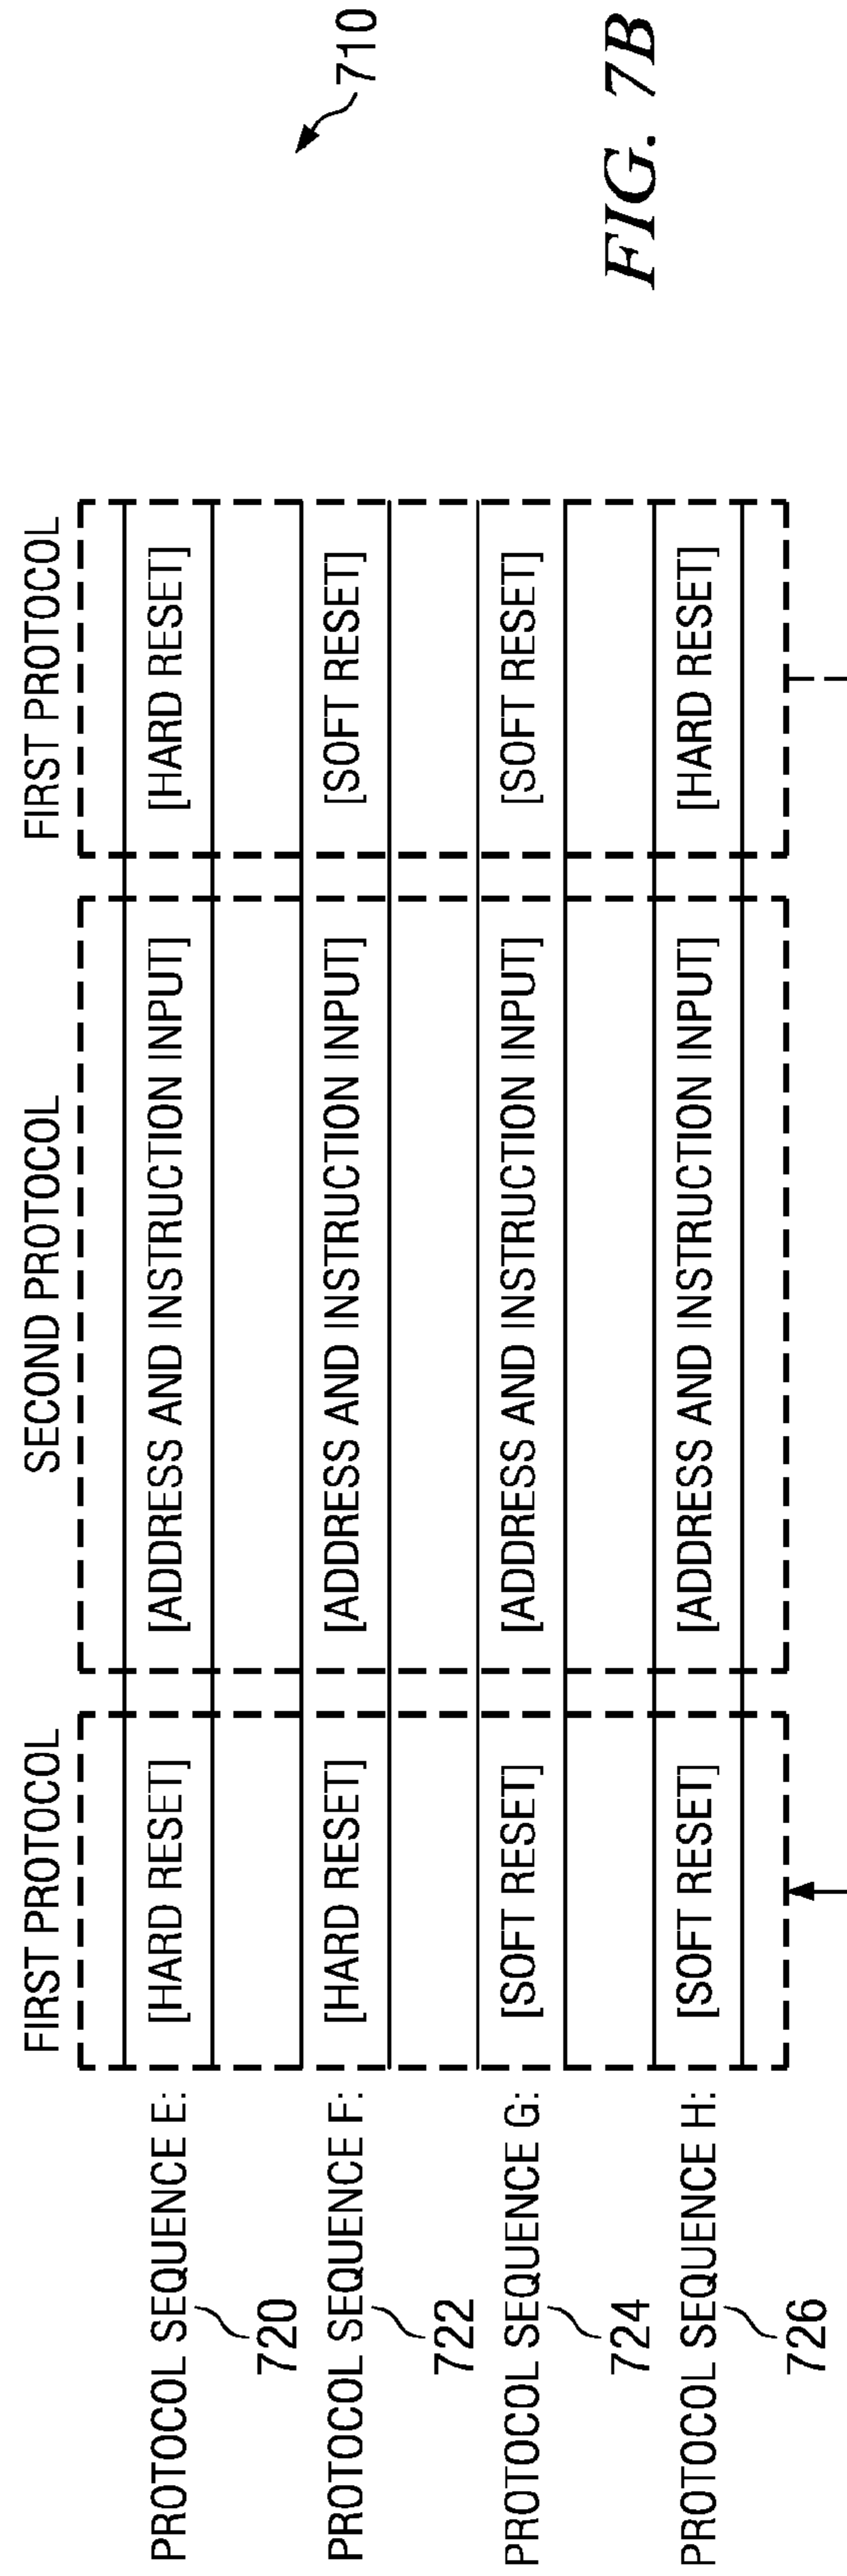 FIRST PROTOCOL SECOND PROTOCOL FIRST PROTOCOL
PROTOCOL SEQUENCE E: [HARD RESET] [ADDRESS AND INSTRUCTION INPUT] [HARD RESET]
720
PROTOCOL SEQUENCE F: [HARD RESET] [ADDRESS AND INSTRUCTION INPUT] [SOFT RESET]
722
710
PROTOCOL SEQUENCE G: [SOFT RESET] [ADDRESS AND INSTRUCTION INPUT] [SOFT RESET]
724
PROTOCOL SEQUENCE H: [SOFT RESET] [ADDRESS AND INSTRUCTION INPUT] [HARD RESET]
726
FIG. 7B